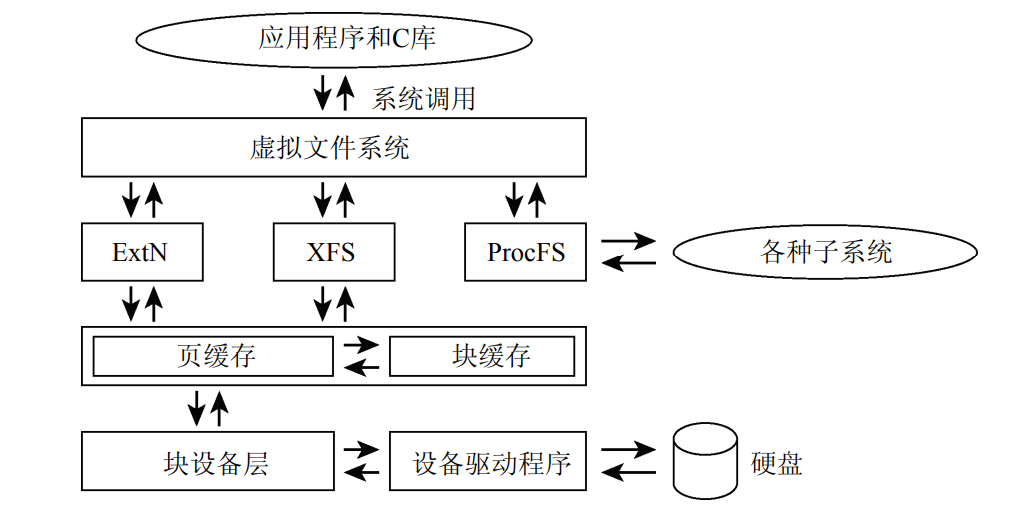 应用程序和C库
系统调用
虚拟文件系统
ExtN
XFS
ProcFS
各种子系统
页缓存
块缓存
块设备层
设备驱动程序
硬盘